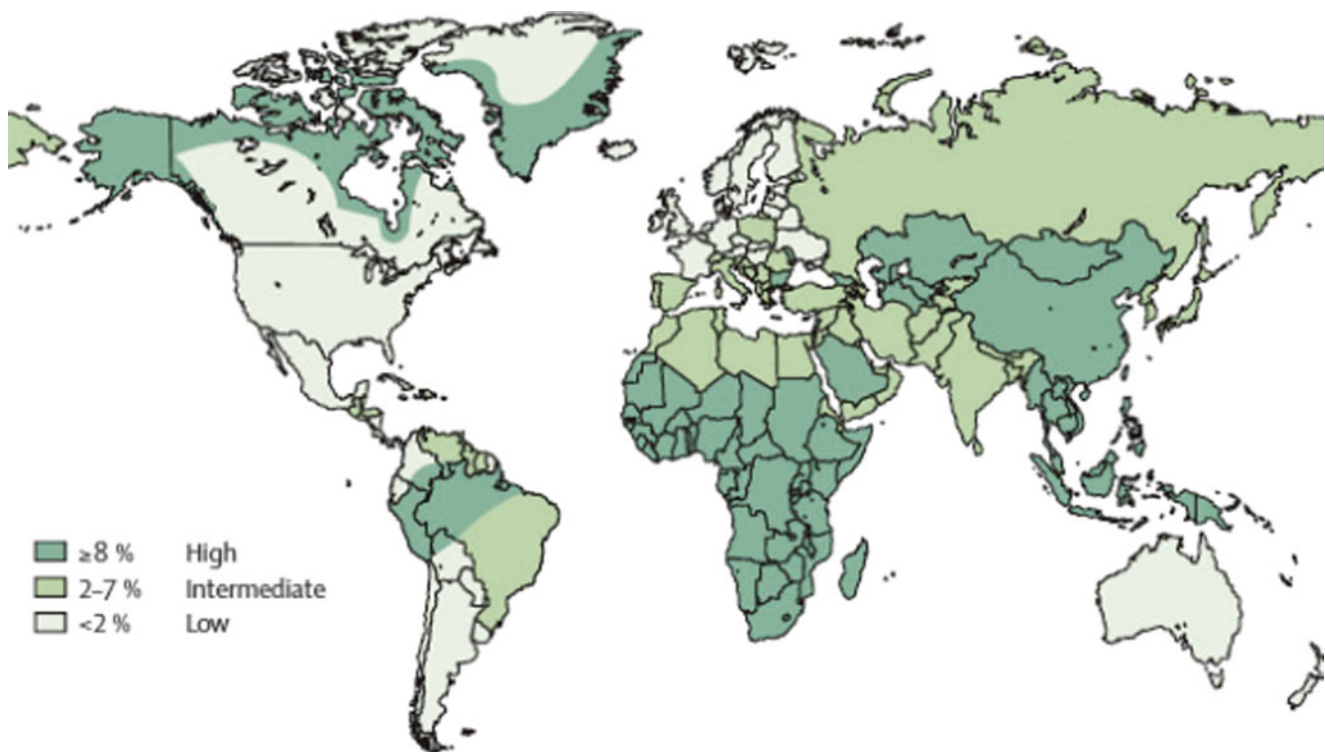 ≥8 % High
2–7 % Intermediate
<2 % Low